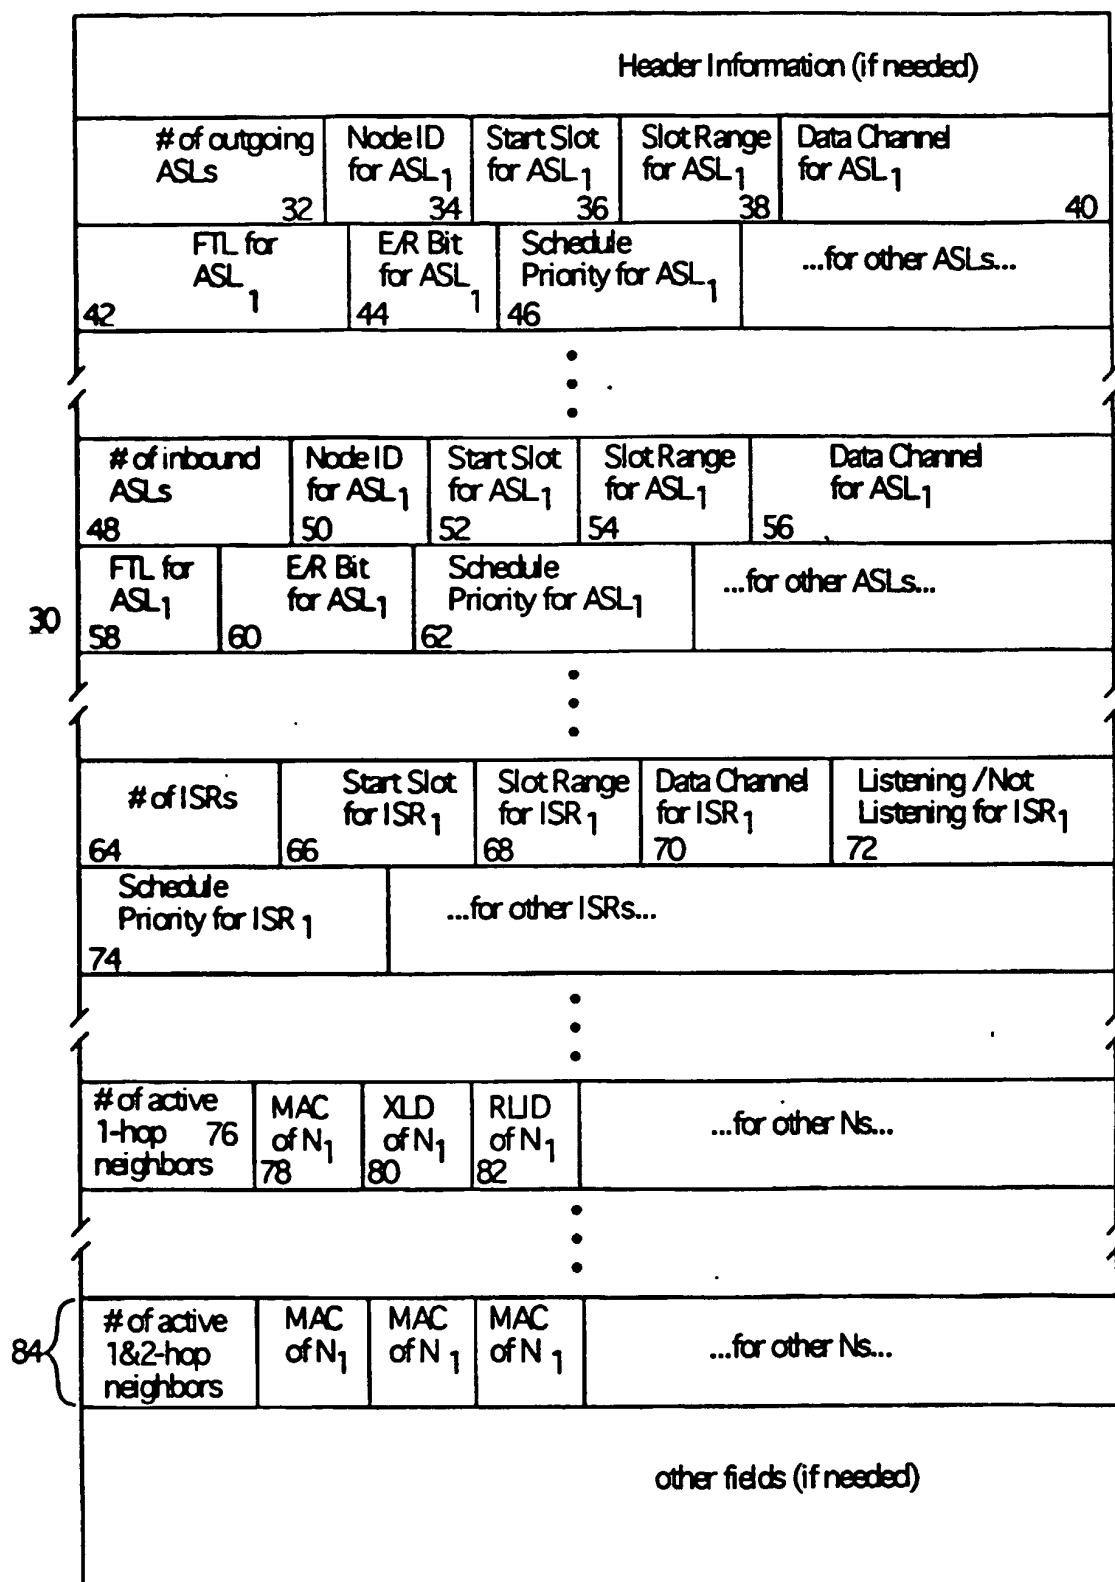 Header Information (if needed)
# of outgoing ASLs 32
Node ID for ASL1 34
Start Slot for ASL1 36
Slot Range for ASL1 38
Data Channel for ASL1 40
FTL for ASL1 42
E/R Bit for ASL1 44
Schedule Priority for ASL1 46
...for other ASLs...
# of inbound ASLs 48
Node ID for ASL1 50
Start Slot for ASL1 52
Slot Range for ASL1 54
Data Channel for ASL1 56
30
FTL for ASL1 58
E/R Bit for ASL1 60
Schedule Priority for ASL1 62
...for other ASLs...
# of ISRs 64
Start Slot for ISR1 66
Slot Range for ISR1 68
Data Channel for ISR1 70
Listening /Not Listening for ISR1 72
Schedule Priority for ISR1 74
...for other ISRs...
# of active 1-hop neighbors 76
MAC of N1 78
XLID of N1 80
RLID of N1 82
...for other Ns...
84
# of active 1&2-hop neighbors
MAC of N1
MAC of N1
MAC of N1
...for other Ns...
other fields (if needed)